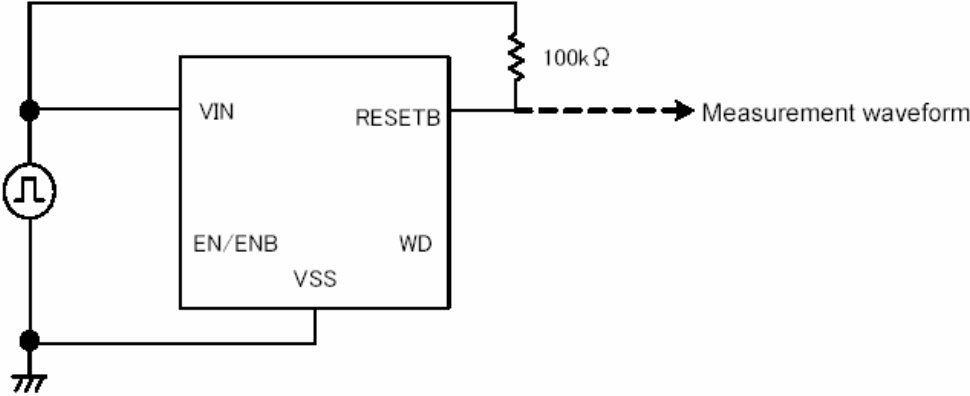 100kΩ
VIN
RESETB
Measurement waveform
EN/ENB
WD
VSS